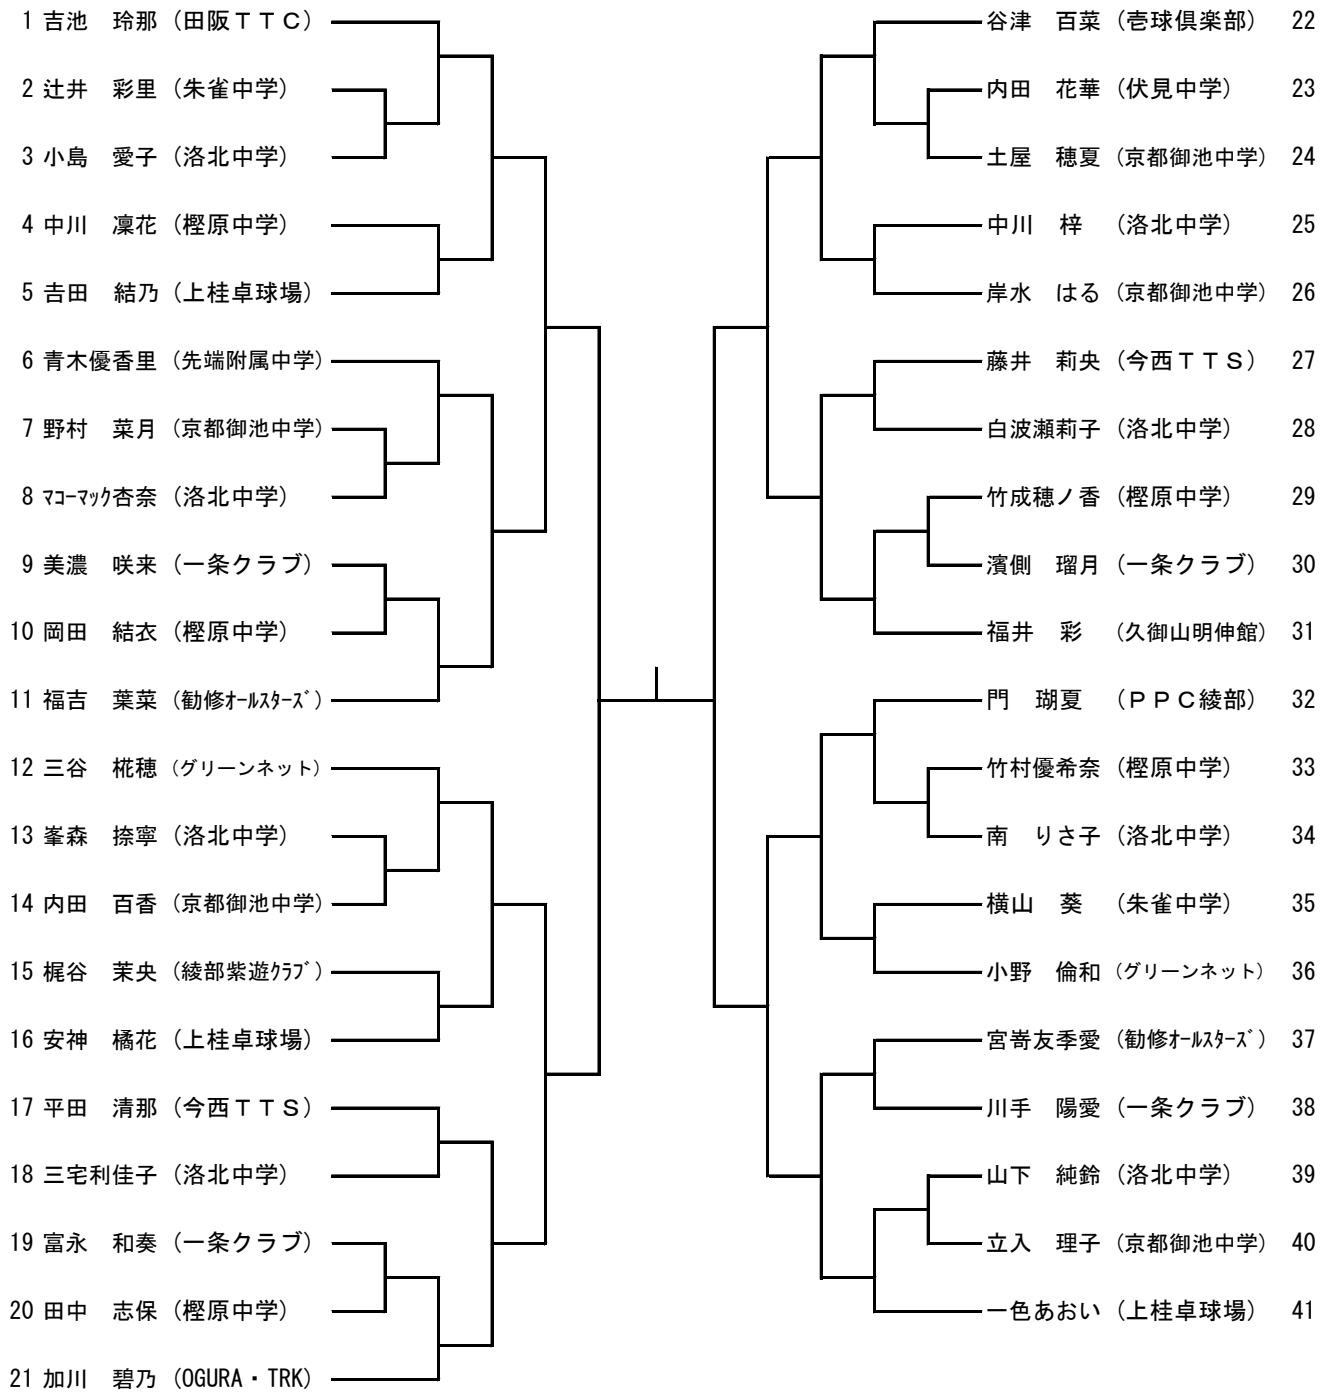 1 吉池　玲那 (田阪ＴＴＣ)
2 辻井　彩里 (朱雀中学)
3 小島　愛子 (洛北中学)
4 中川　凜花 (樫原中学)
5 𠮷田　結乃 (上桂卓球場)
6 青木優香里 (先端附属中学)
7 野村　菜月 (京都御池中学)
8 ﾏｺｰﾏｯｸ杏奈 (洛北中学)
9 美濃　咲来 (一条クラブ)
10 岡田　結衣 (樫原中学)
11 福吉　葉菜 (勧修ｵｰﾙｽﾀｰｽﾞ)
12 三谷　椛穂 (グリーンネット)
13 峯森　捺寧 (洛北中学)
14 内田　百香 (京都御池中学)
15 梶谷　茉央 (綾部紫遊ｸﾗﾌﾞ)
16 安神　橘花 (上桂卓球場)
17 平田　清那 (今西ＴＴＳ)
18 三宅利佳子 (洛北中学)
19 富永　和奏 (一条クラブ)
20 田中　志保 (樫原中学)
21 加川　碧乃 (OGURA・TRK)
谷津　百菜 (壱球倶楽部) 22
内田　花華 (伏見中学) 23
土屋　穂夏 (京都御池中学) 24
中川　梓 (洛北中学) 25
岸水　はる (京都御池中学) 26
藤井　莉央 (今西ＴＴＳ) 27
白波瀬莉子 (洛北中学) 28
竹成穂ノ香 (樫原中学) 29
濱側　瑠月 (一条クラブ) 30
福井　彩 (久御山明伸館) 31
門　瑚夏 (ＰＰＣ綾部) 32
竹村優希奈 (樫原中学) 33
南　りさ子 (洛北中学) 34
横山　葵 (朱雀中学) 35
小野　倫和 (グリーンネット) 36
宮嵜友季愛 (勧修ｵｰﾙｽﾀｰｽﾞ) 37
川手　陽愛 (一条クラブ) 38
山下　純鈴 (洛北中学) 39
立入　理子 (京都御池中学) 40
一色あおい (上桂卓球場) 41